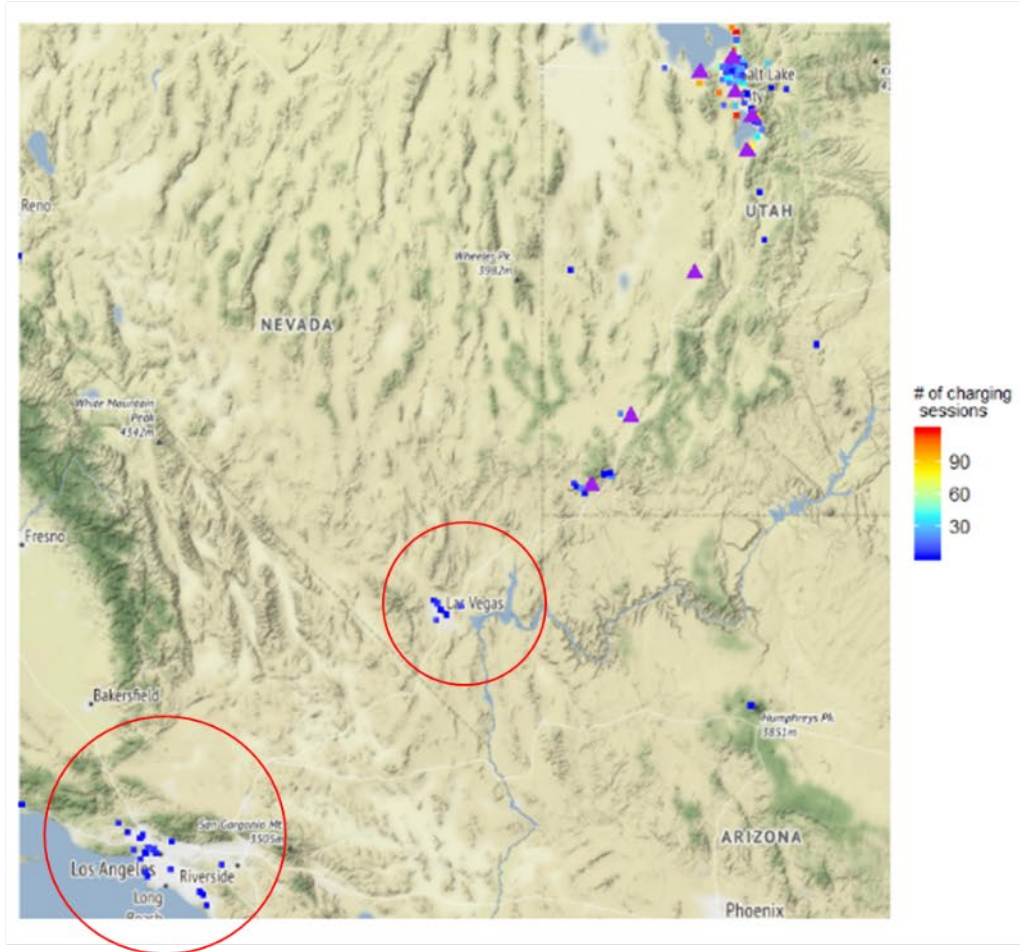 Salt Lake
City
Reno
UTAH
Wheeler Pk
3982m
NEVADA
White Mountain
Peak
4342m
# of charging
sessions
90
60
30
Fresno
Las Vegas
Bakersfield
Humphreys Pk
3851m
San Gorgonio Mt
3505m
ARIZONA
Los Angeles
Riverside
Long
Beach
Phoenix